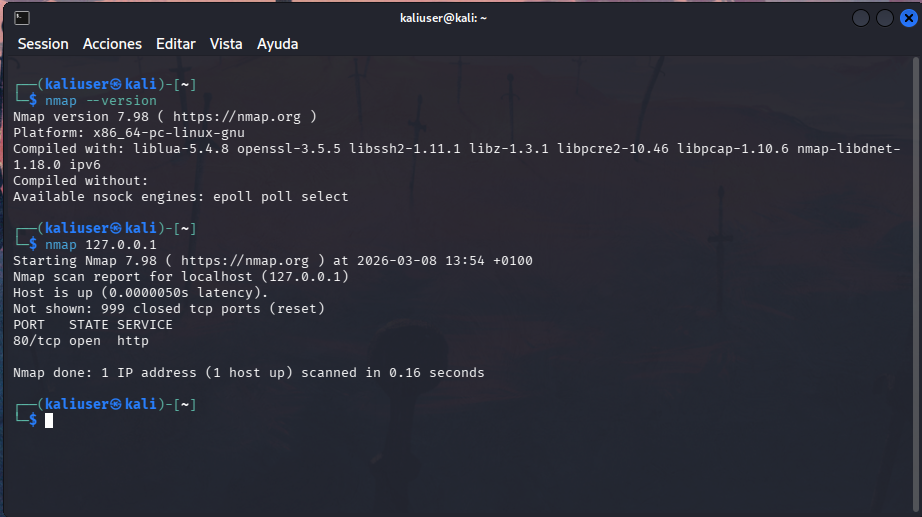 kaliuser@kali: ~
Session Acciones Editar Vista Ayuda
┌──(kaliuser㉿kali)-[~]
└─$ nmap --version
Nmap version 7.98 ( https://nmap.org )
Platform: x86_64-pc-linux-gnu
Compiled with: liblua-5.4.8 openssl-3.5.5 libssh2-1.11.1 libz-1.3.1 libpcre2-10.46 libpcap-1.10.6 nmap-libdnet-
1.18.0 ipv6
Compiled without:
Available nsock engines: epoll poll select
┌──(kaliuser㉿kali)-[~]
└─$ nmap 127.0.0.1
Starting Nmap 7.98 ( https://nmap.org ) at 2026-03-08 13:54 +0100
Nmap scan report for localhost (127.0.0.1)
Host is up (0.0000050s latency).
Not shown: 999 closed tcp ports (reset)
PORT   STATE SERVICE
80/tcp open  http
Nmap done: 1 IP address (1 host up) scanned in 0.16 seconds
┌──(kaliuser㉿kali)-[~]
└─$